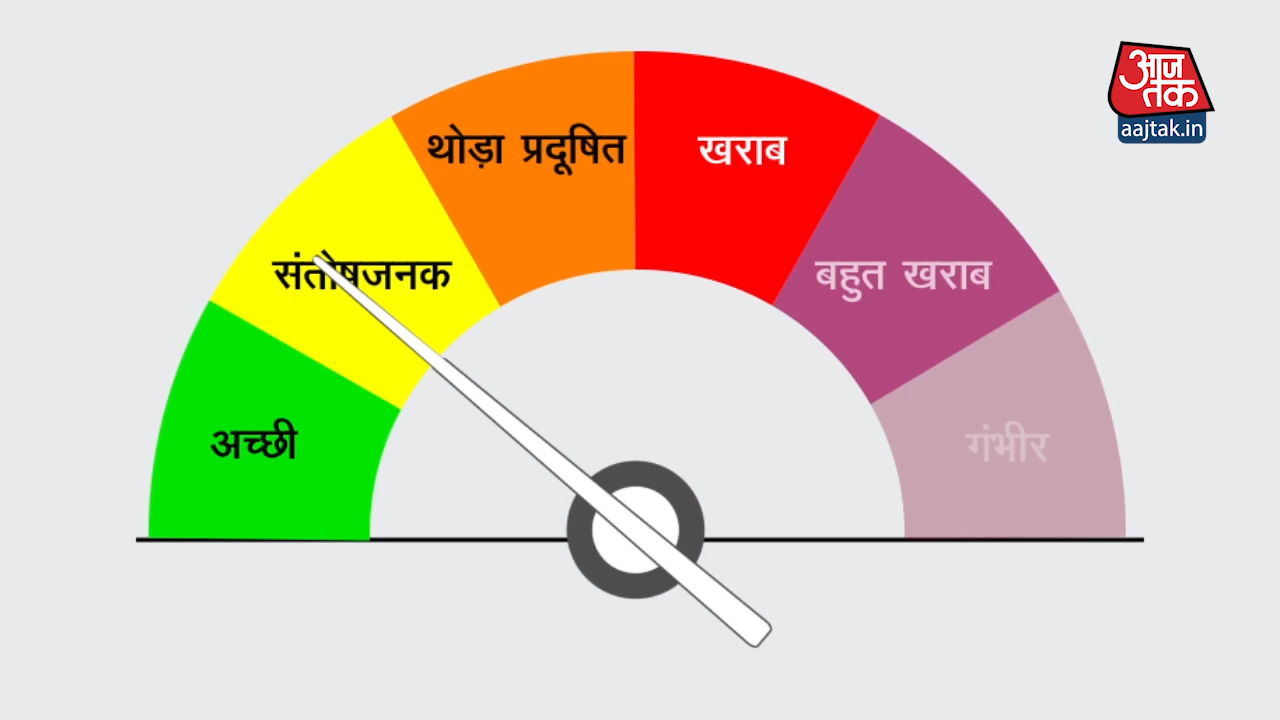 आज
तक
aajtak.in
थोड़ा प्रदूषित
खराब
संतोषजनक
बहुत खराब
अच्छी
गंभीर